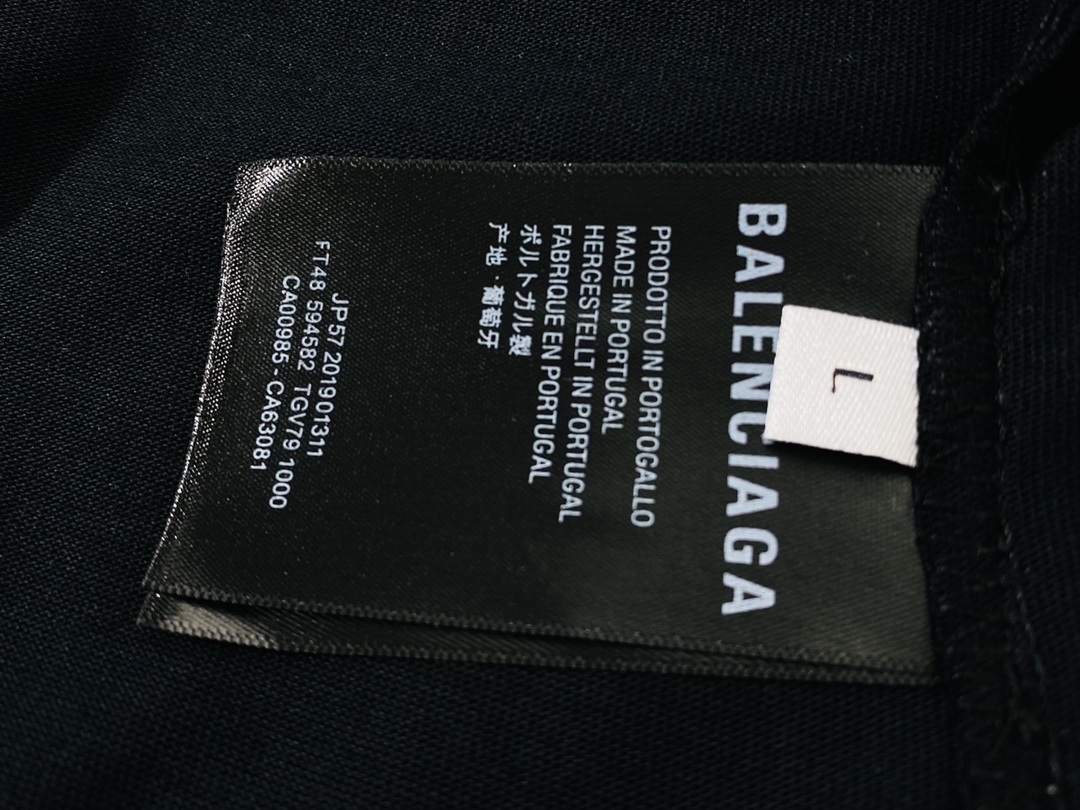 L
BALENCIAGA
PRODOTTO IN PORTOGALLO
MADE IN PORTUGAL
HERGESTELLT IN PORTUGAL
FABRIQUE EN PORTUGAL
ポルトガル製
产地·葡萄牙
JP57 201901311
FT48 594582 TGV79 1000
CA00985-CA63081